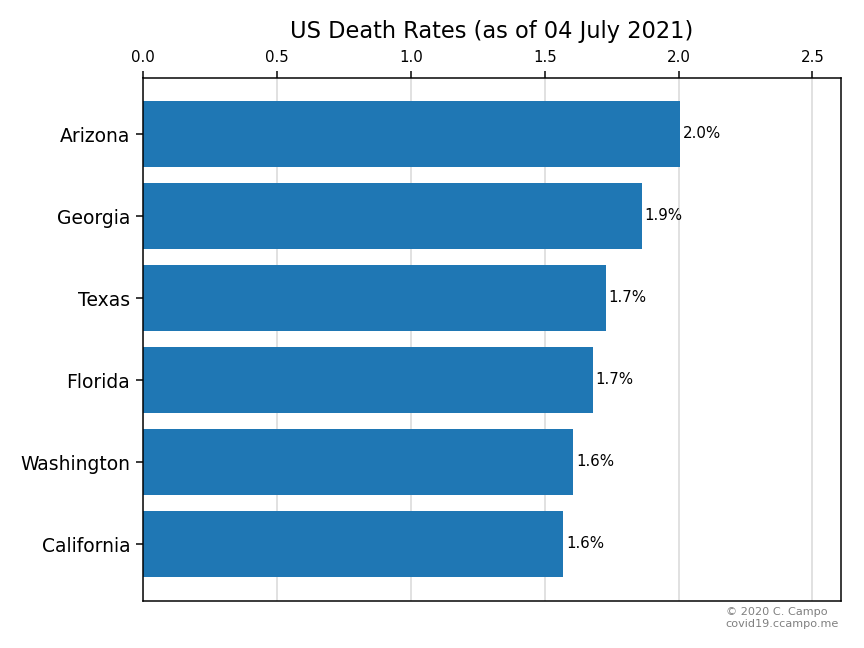 US Death Rates (as of 04 July 2021)
0.0 0.5 1.0 1.5 2.0 2.5
Arizona 2.0%
Georgia 1.9%
Texas 1.7%
Florida 1.7%
Washington 1.6%
California 1.6%
© 2020 C. Campo
covid19.ccampo.me